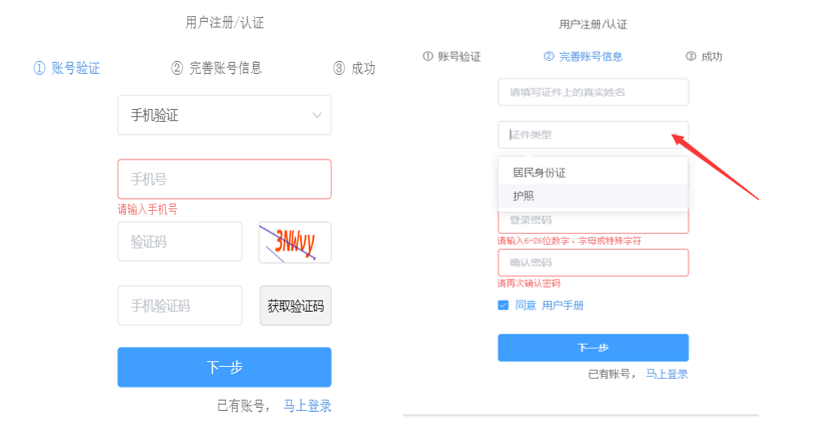 用户注册/认证
① 账号验证 ② 完善账号信息 ③ 成功
手机验证
手机号
请输入手机号
验证码 3NWyy
手机验证码 获取验证码
下一步
已有账号， 马上登录
用户注册/认证
① 账号验证 ② 完善账号信息 ③ 成功
请填写证件上的真实姓名
证件类型
居民身份证
护照
登录密码
请输入6-26位数字、字母或特殊字符
确认密码
请再次确认密码
同意 用户手册
下一步
已有账号， 马上登录